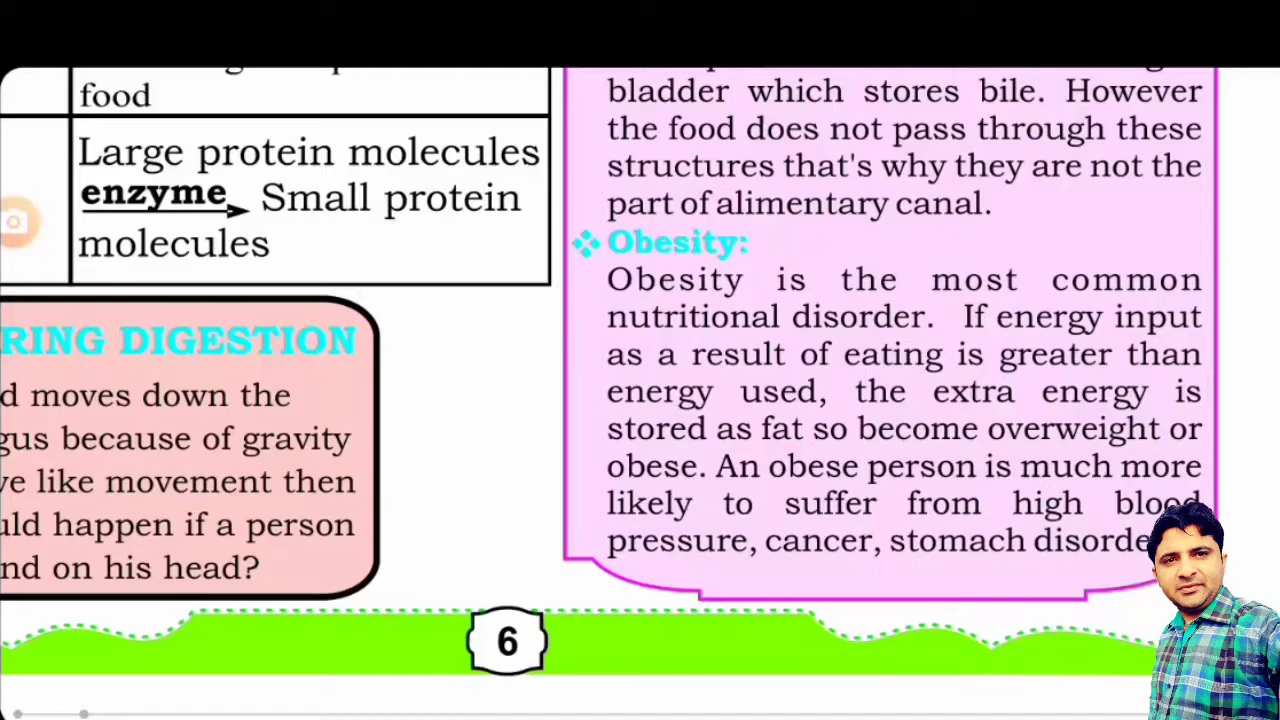 food
Large protein molecules
enzyme Small protein
molecules
RING DIGESTION
d moves down the
gus because of gravity
ve like movement then
uld happen if a person
nd on his head?
bladder which stores bile. However
the food does not pass through these
structures that's why they are not the
part of alimentary canal.
Obesity:
Obesity is the most common
nutritional disorder. If energy input
as a result of eating is greater than
energy used, the extra energy is
stored as fat so become overweight or
obese. An obese person is much more
likely to suffer from high blood
pressure, cancer, stomach disorde
6